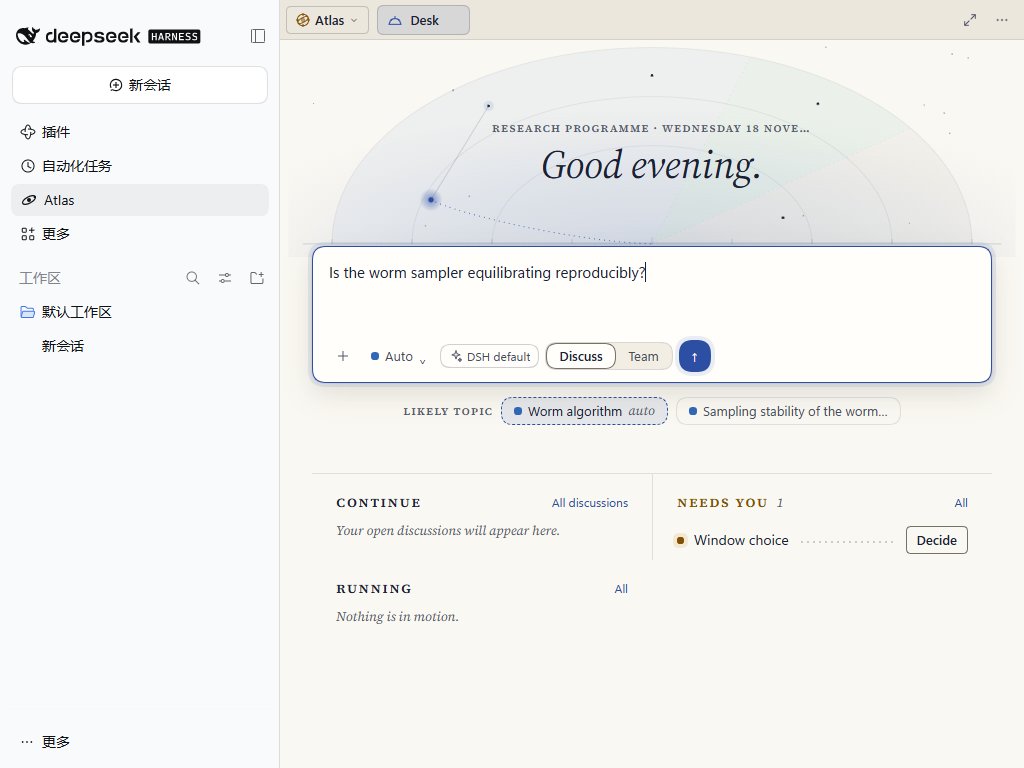 deepseek HARNESS
新会话
插件
自动化任务
Atlas
更多
工作区
默认工作区
新会话
更多
Atlas
Desk
RESEARCH PROGRAMME · WEDNESDAY 18 NOVE…
Good evening.
Is the worm sampler equilibrating reproducibly?
Auto
DSH default
Discuss
Team
LIKELY TOPIC
Worm algorithm auto
Sampling stability of the worm…
CONTINUE
All discussions
Your open discussions will appear here.
NEEDS YOU 1
All
Window choice
Decide
RUNNING
All
Nothing is in motion.